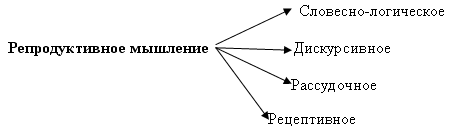 Словесно-логическое
Репродуктивное мышление
Дискурсивное
Рассудочное
Рецептивное